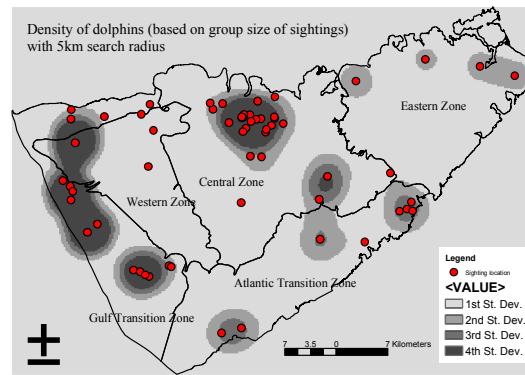 Density of dolphins (based on group size of sightings)
with 5km search radius
Eastern Zone
Central Zone
Western Zone
Atlantic Transition Zone
Gulf Transition Zone
Legend
Sighting location
<VALUE>
1st St. Dev.
2nd St. Dev.
3rd St. Dev.
4th St. Dev.
7 3.5 0 7 Kilometers